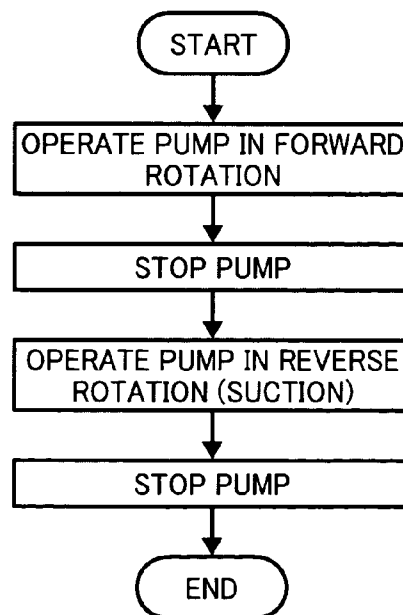 START
OPERATE PUMP IN FORWARD
ROTATION
STOP PUMP
OPERATE PUMP IN REVERSE
ROTATION (SUCTION)
STOP PUMP
END